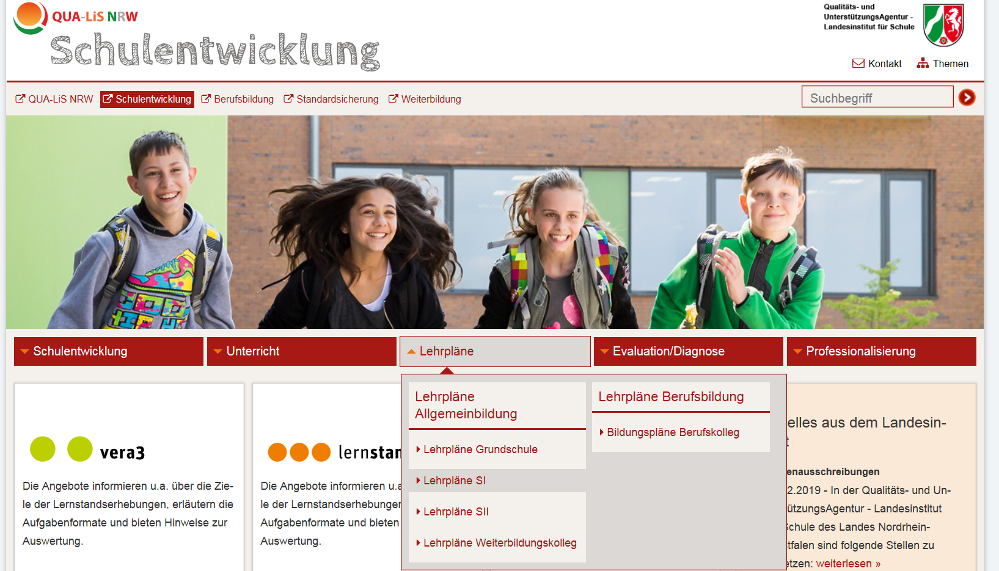 QUA-LiS NRW
Schulentwicklung
Qualitäts- und
UnterstützungsAgentur -
Landesinstitut für Schule
Kontakt
Themen
QUA-LiS NRW
Schulentwicklung
Berufsbildung
Standardsicherung
Weiterbildung
Suchbegriff
Schulentwicklung
Unterricht
Lehrpläne
Evaluation/Diagnose
Professionalisierung
Lehrpläne
Allgemeinbildung
Lehrpläne Grundschule
Lehrpläne SI
Lehrpläne SII
Lehrpläne Weiterbildungskolleg
Lehrpläne Berufsbildung
Bildungspläne Berufskolleg
vera3
Die Angebote informieren u.a. über die Zie-
le der Lernstandserhebungen, erläutern die
Aufgabenformate und bieten Hinweise zur
Auswertung.
lernstan
Die Angebote informieren u.a
le der Lernstandserhebunger
Aufgabenformate und bieten
Auswertung.
elles aus dem Landesin-
t
enausschreibungen
2.2019 - In der Qualitäts- und Un-
ützungsAgentur - Landesinstitut
Schule des Landes Nordrhein-
tfalen sind folgende Stellen zu
etzen: weiterlesen »